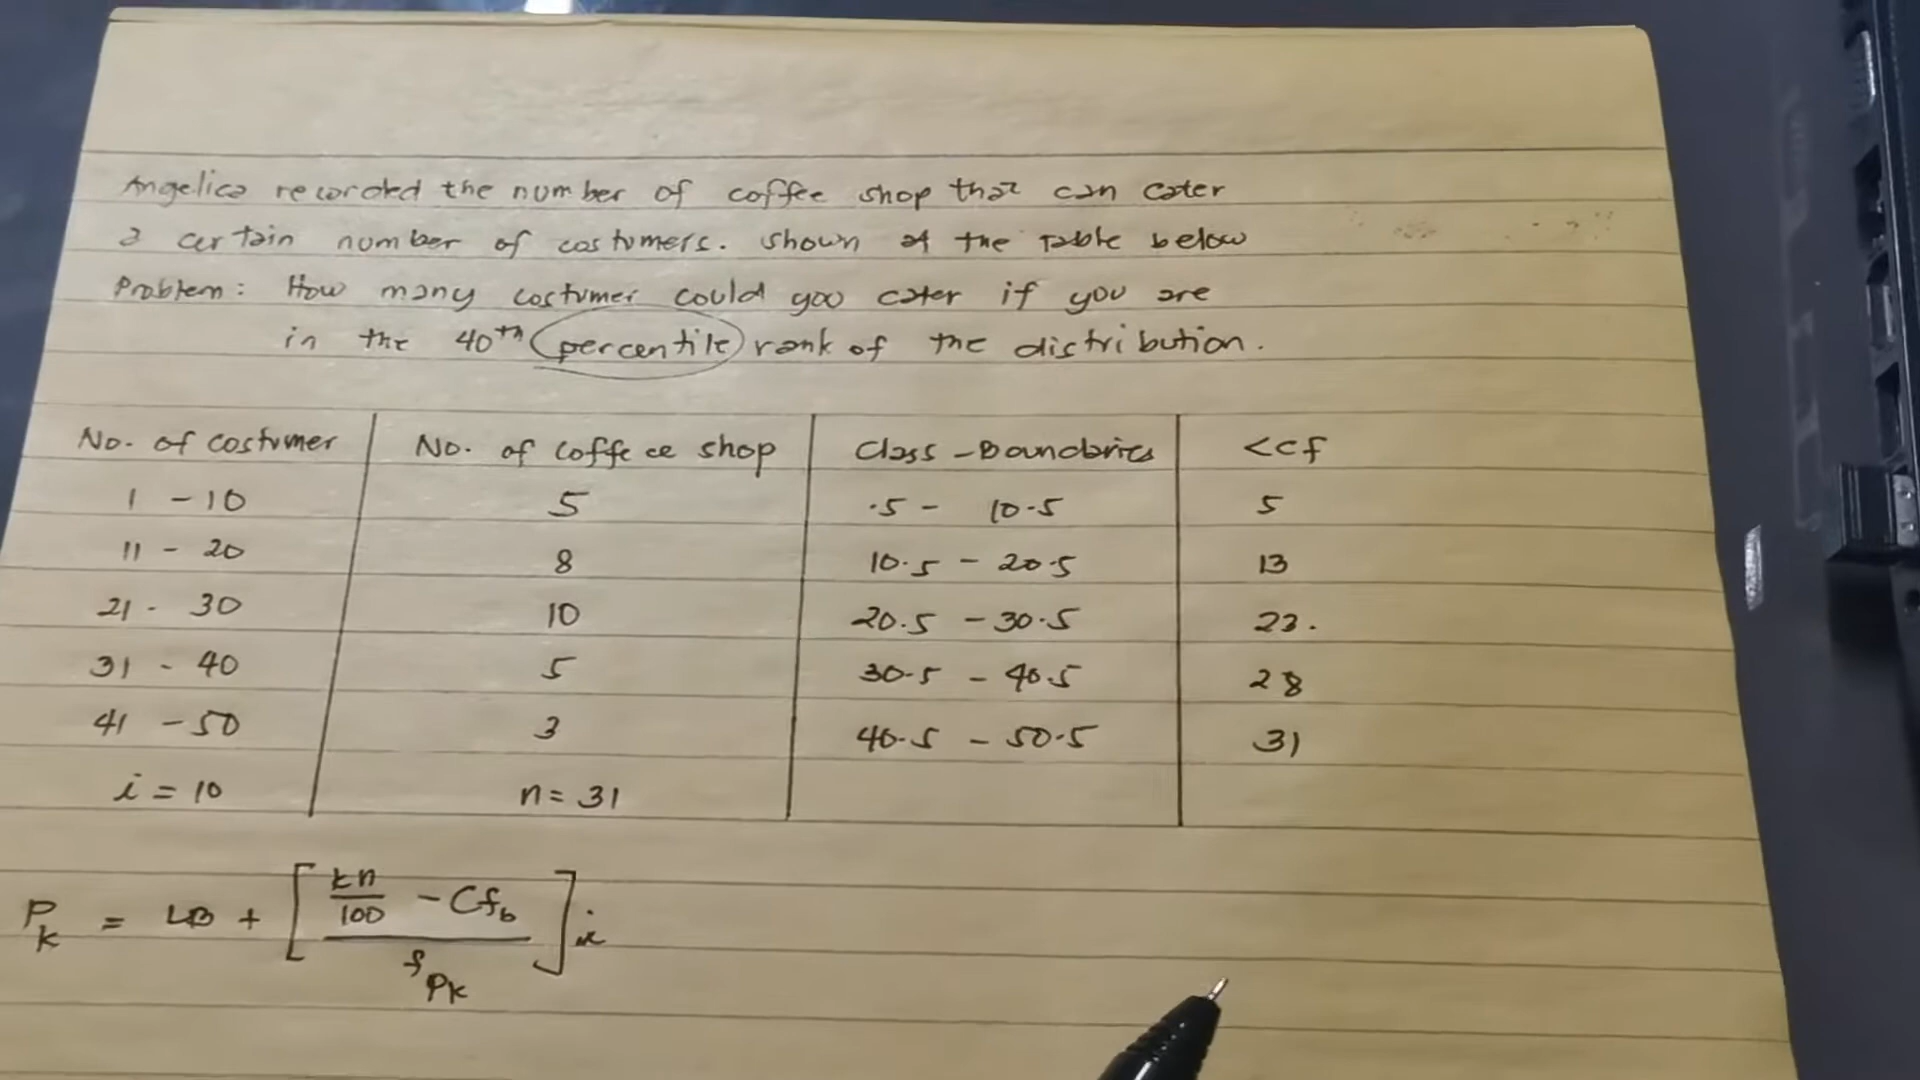 Angelica recorded the number of coffee shop that can cater
a certain number of costumers. shown at the Table below
Problem: How many costumer could you cater if you are
in the 40th percentile rank of the distribution.
No. of costumer No. of coffee shop Class-Boundaries <cf
1 - 10 5 .5 - 10.5 5
11 - 20 8 10.5 - 20.5 13
21 - 30 10 20.5 - 30.5 23.
31 - 40 5 30.5 - 40.5 28
41 - 50 3 40.5 - 50.5 31
i = 10 n = 31
P_k = LB + [ (kn/100 - Cf_b) / f_Pk ] i